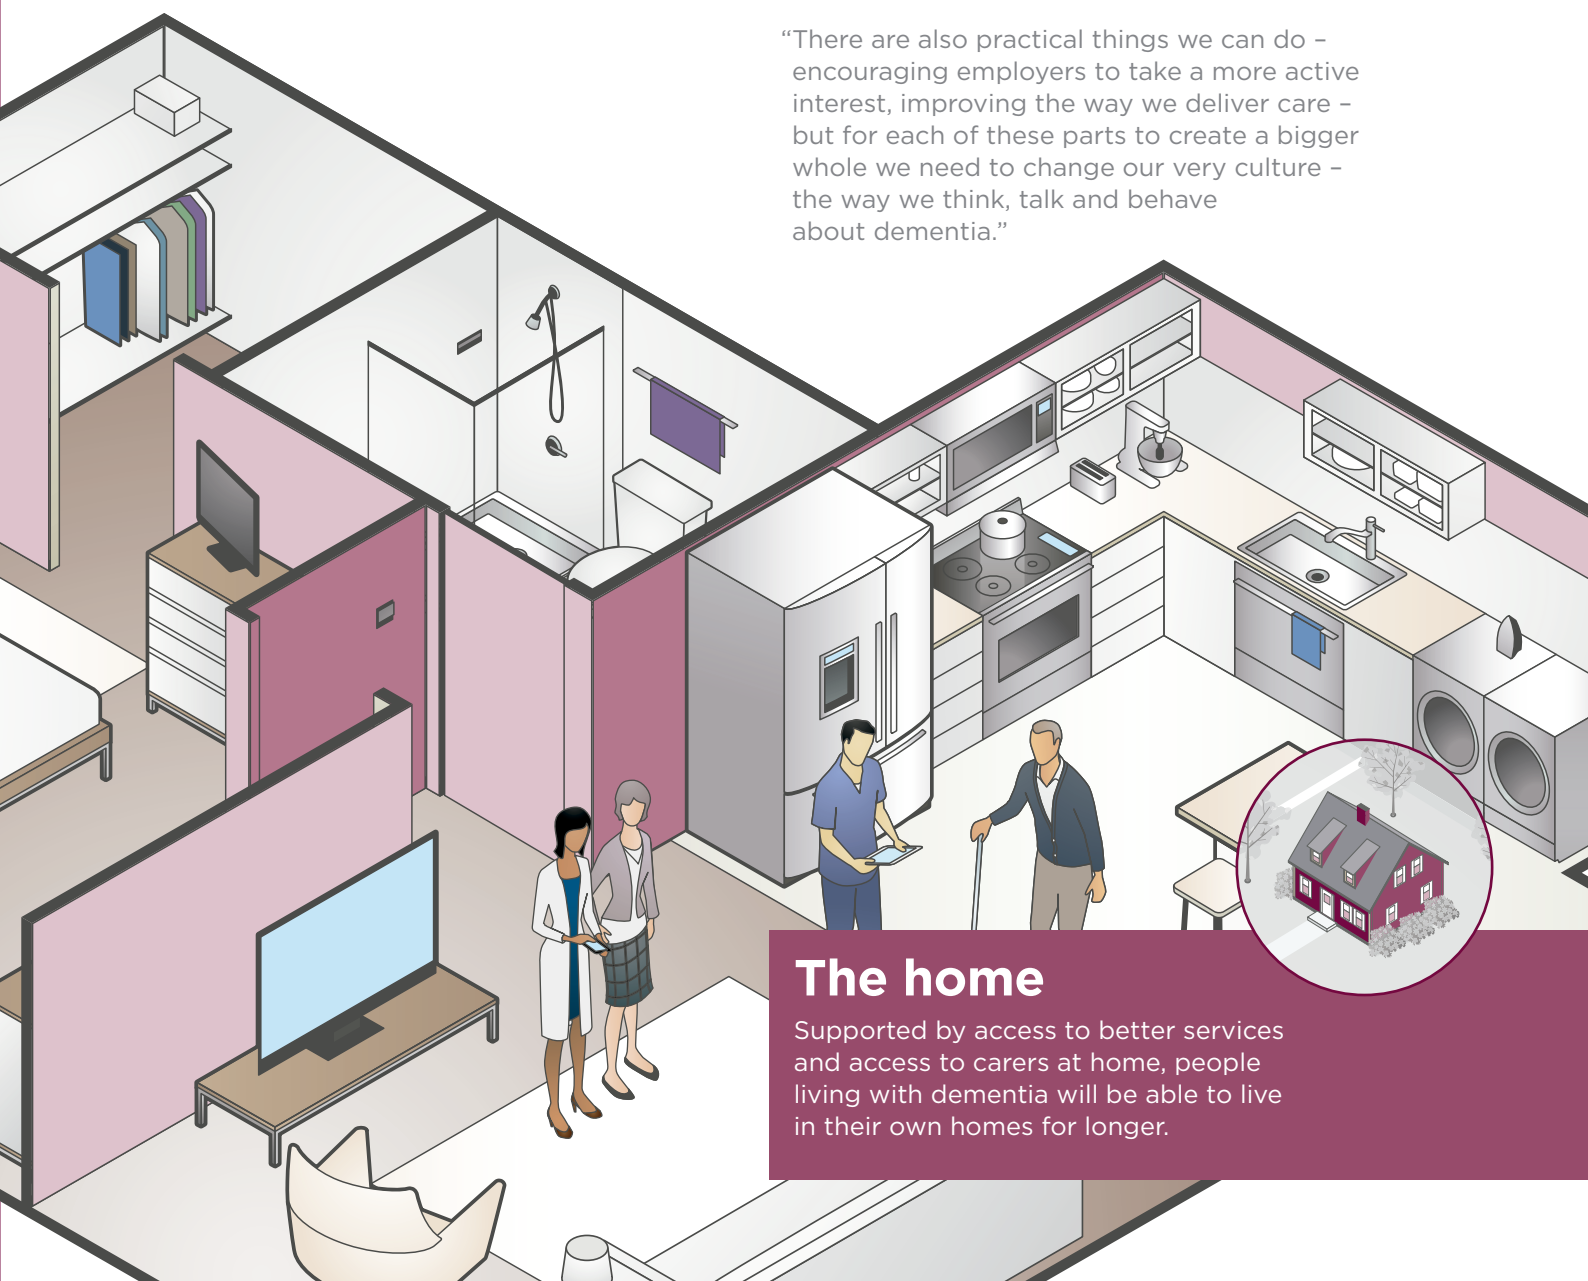 “There are also practical things we can do –
encouraging employers to take a more active
interest, improving the way we deliver care –
but for each of these parts to create a bigger
whole we need to change our very culture –
the way we think, talk and behave
about dementia.”
The home
Supported by access to better services
and access to carers at home, people
living with dementia will be able to live
in their own homes for longer.